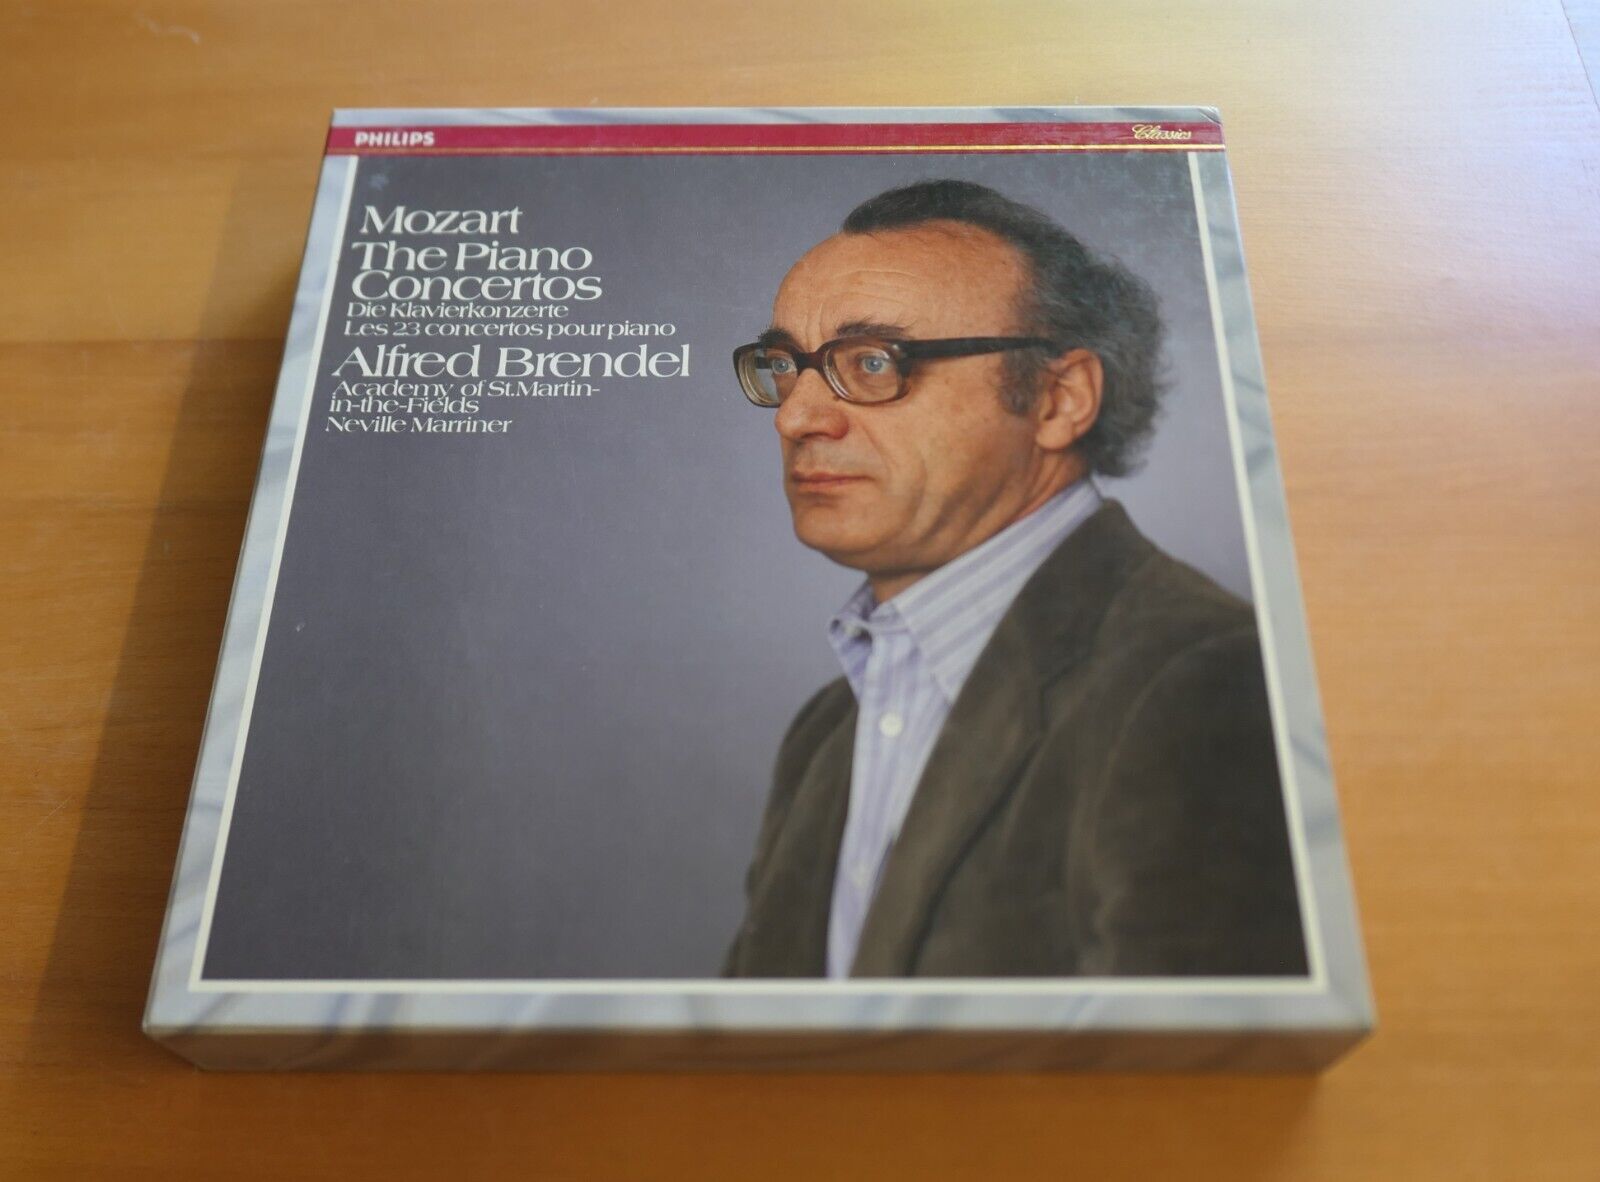 PHILIPS
Classics
Mozart
The Piano
Concertos
Die Klavierkonzerte
Les 23 concertos pour piano
Alfred Brendel
Academy of St.Martin-
in-the-Fields
Neville Marriner